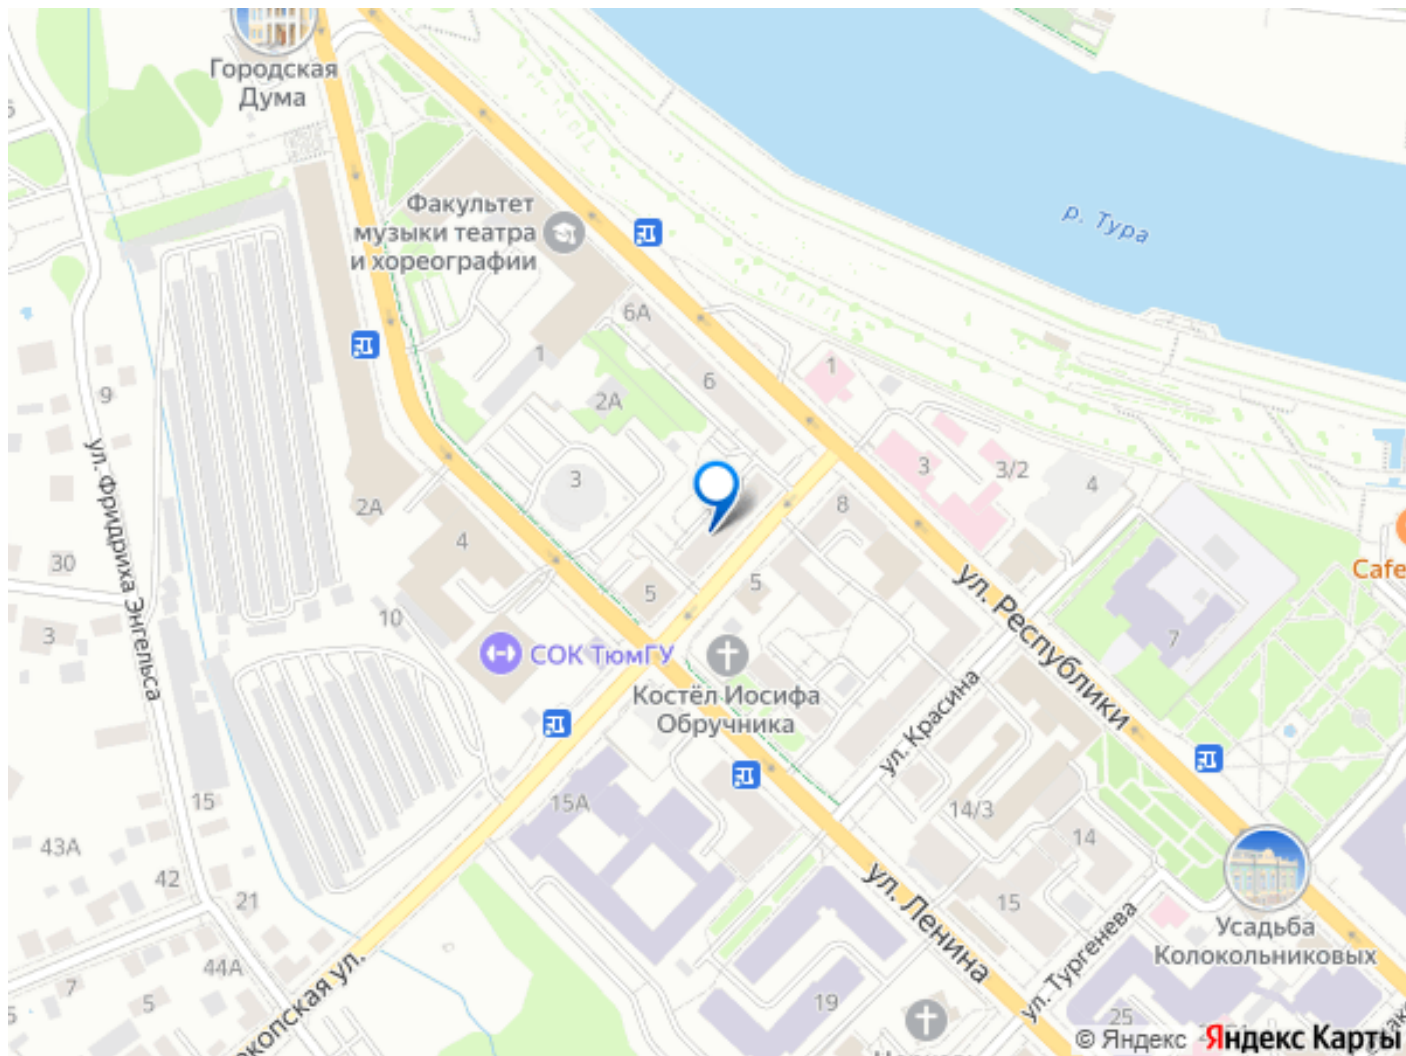 Городская
Дума
Факультет
музыки театра
и хореографии
р. Тура
6А
1
6
1
2А
9
3
3
3/2
4
8
2А
4
ул. Фридриха Энгельса
30
5
5
Cafe
ул. Республики
10
3
7
СОК ТюмГУ
Костёл Иосифа
Обручника
ул. Красина
15
15А
14/3
14
43А
42
21
ул. Ленина
15
Усадьба
Колокольниковых
ул. Тургенева
44А
7
5
19
25
окопская ул.
© Яндекс Яндекс Карты